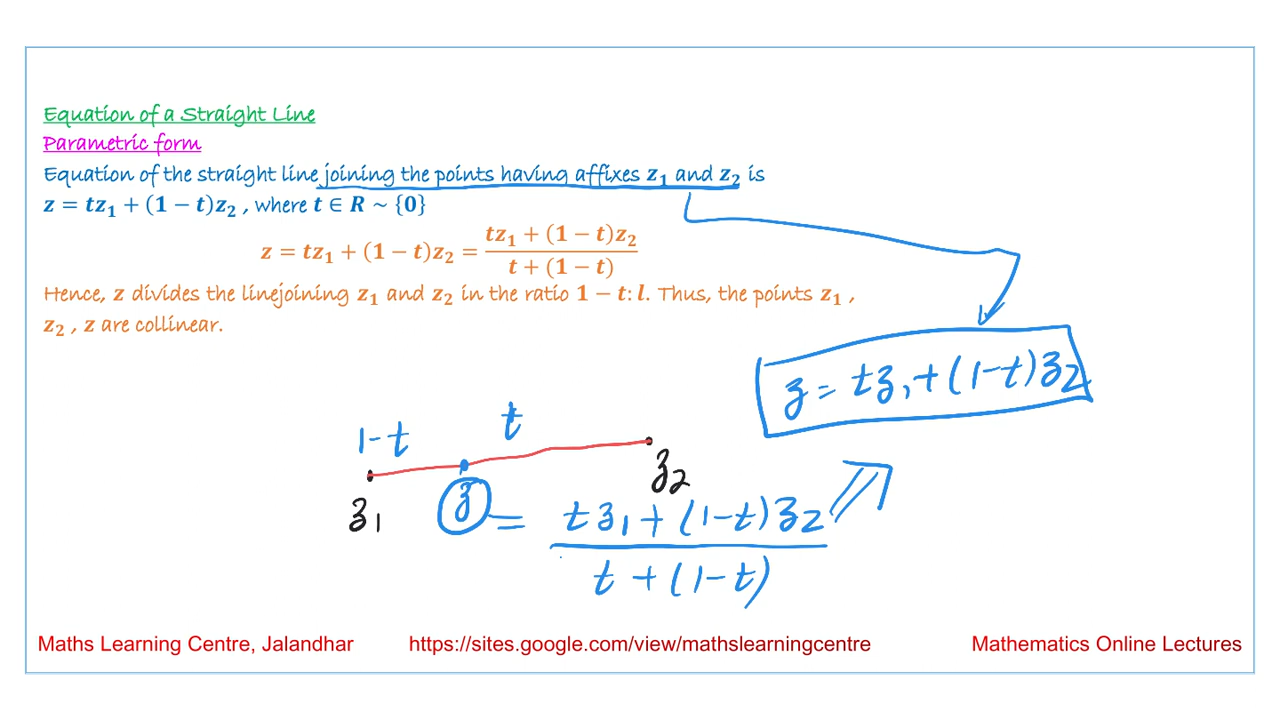 Equation of a Straight Line
Parametric form
Equation of the straight line joining the points having affixes z₁ and z₂ is
z = tz₁ + (1 − t)z₂ , where t ∈ R ~ {0}
z = tz₁ + (1 − t)z₂ = (tz₁ + (1 − t)z₂)/(t + (1 − t))
Hence, z divides the linejoining z₁ and z₂ in the ratio 1 − t: l. Thus, the points z₁ ,
z₂ , z are collinear.
z = tz₁ + (1-t)z₂
1-t
t
z₁
z₂
z = (tz₁ + (1-t)z₂)/(t + (1-t))
Maths Learning Centre, Jalandhar https://sites.google.com/view/mathslearningcentre Mathematics Online Lectures